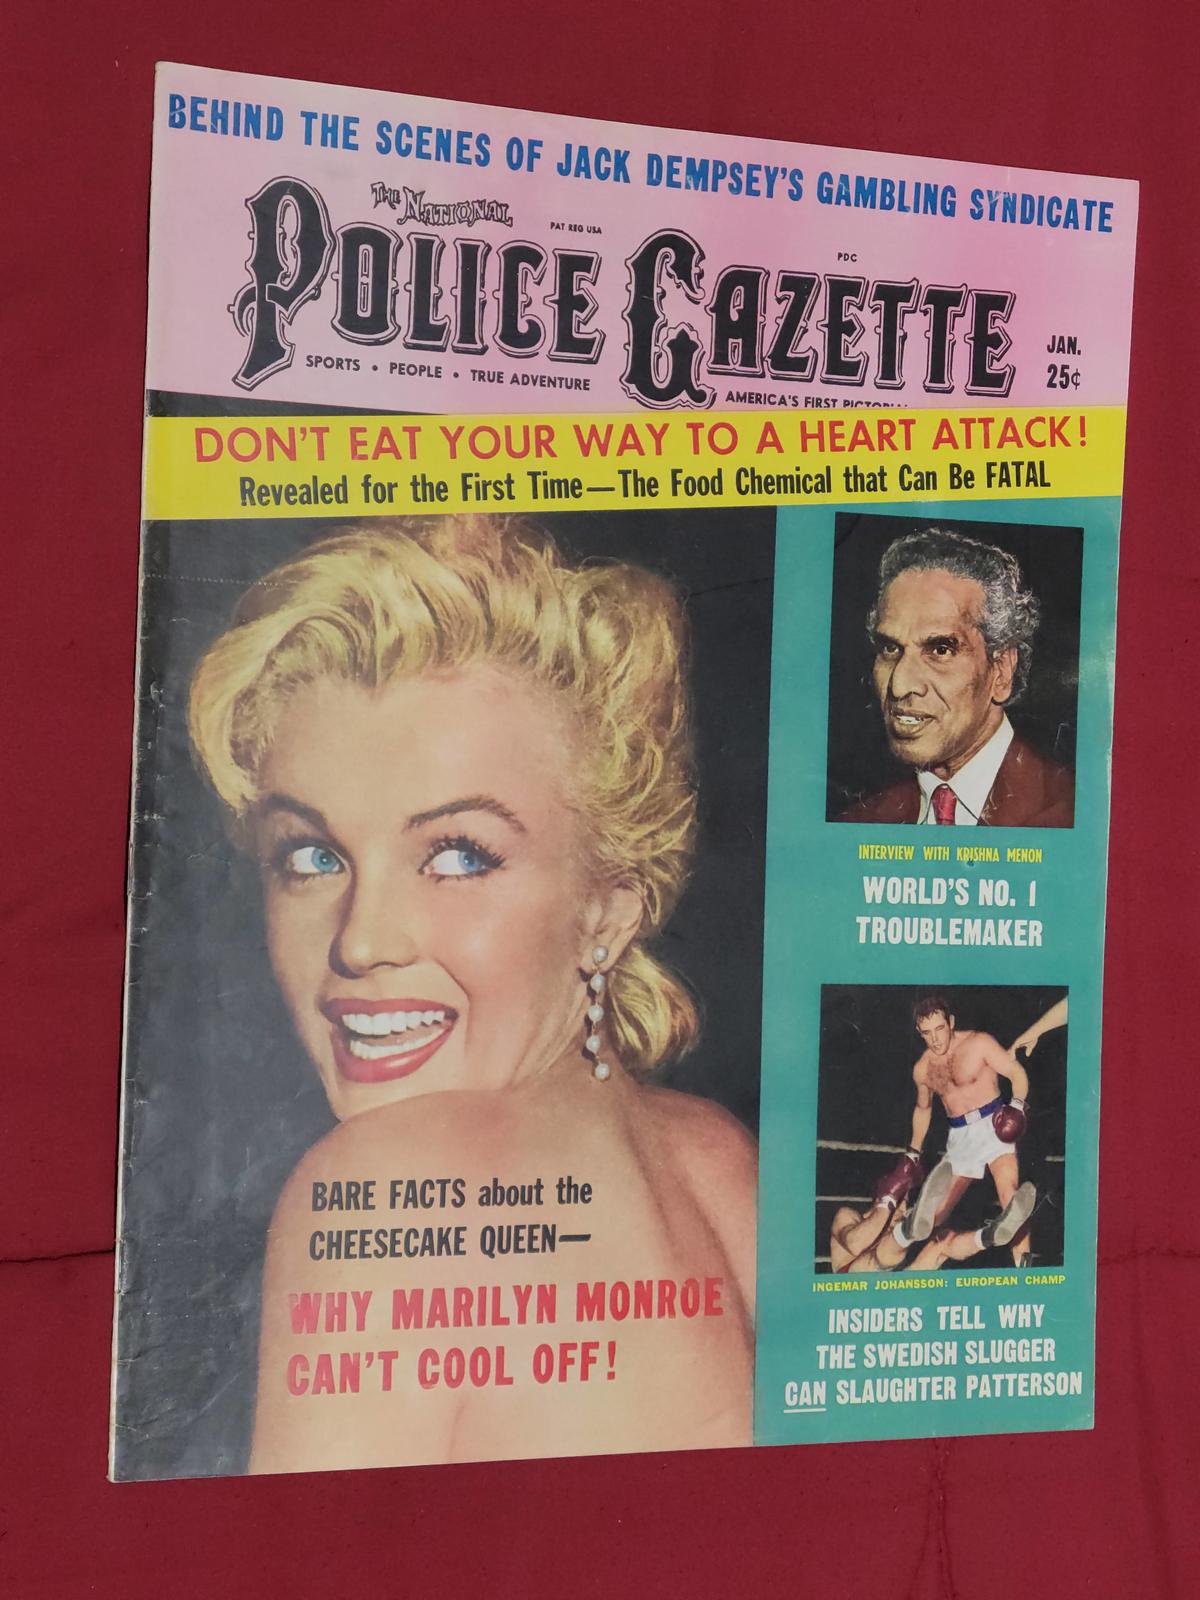 BEHIND THE SCENES OF JACK DEMPSEY'S GAMBLING SYNDICATE
THE NATIONAL
PAT REG USA
POLICE GAZETTE
PDC
SPORTS • PEOPLE • TRUE ADVENTURE
AMERICA'S FIRST
JAN.
25¢
DON'T EAT YOUR WAY TO A HEART ATTACK!
Revealed for the First Time—The Food Chemical that Can Be FATAL
INTERVIEW WITH KRISHNA MENON
WORLD'S NO. 1
TROUBLEMAKER
BARE FACTS about the
CHEESECAKE QUEEN—
WHY MARILYN MONROE
CAN'T COOL OFF!
INGEMAR JOHANSSON: EUROPEAN CHAMP
INSIDERS TELL WHY
THE SWEDISH SLUGGER
CAN SLAUGHTER PATTERSON